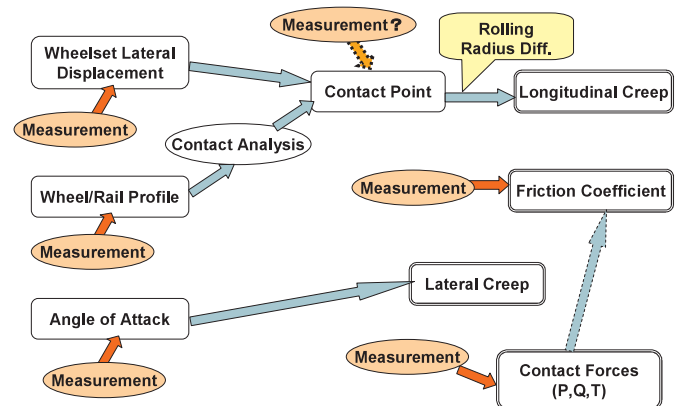 Measurement?
Rolling
Radius Diff.
Wheelset Lateral
Displacement
Contact Point
Longitudinal Creep
Measurement
Contact Analysis
Measurement
Friction Coefficient
Wheel/Rail Profile
Measurement
Lateral Creep
Angle of Attack
Measurement
Measurement
Contact Forces
(P,Q,T)